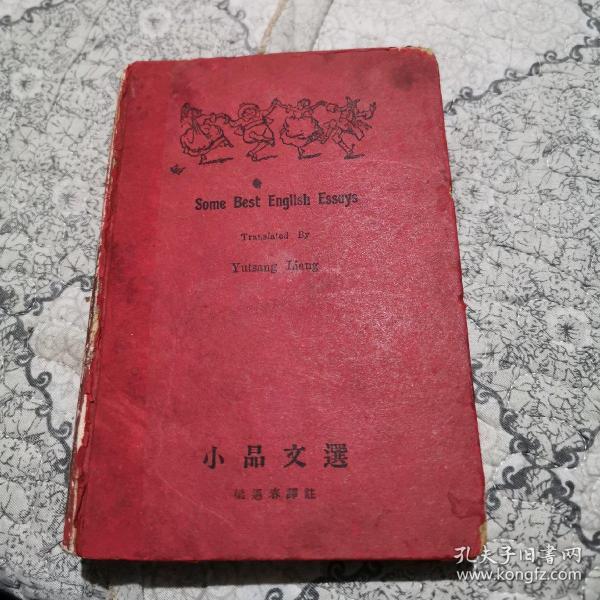 Some Best English Essays
Translated By
Yutsang Liang
小品文選
梁遇春譯註
孔夫子旧書网
www.kongfz.com